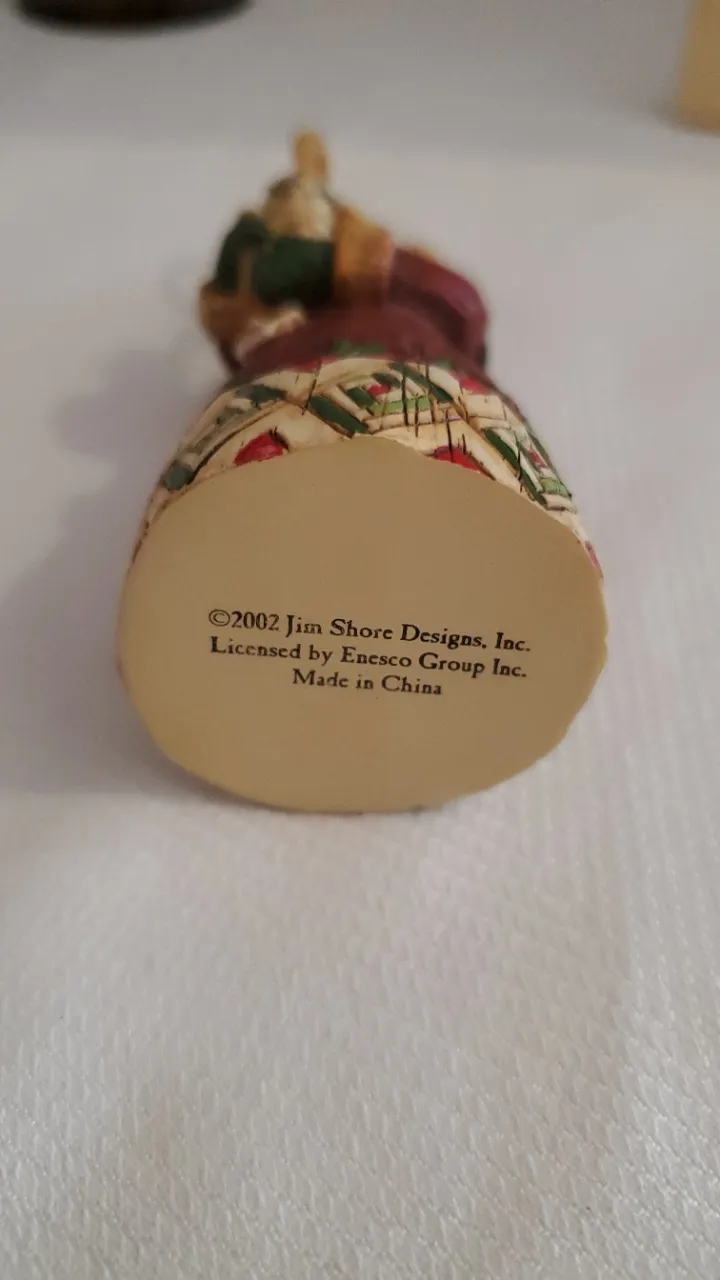 ©2002 Jim Shore Designs, Inc.
Licensed by Enesco Group Inc.
Made in China